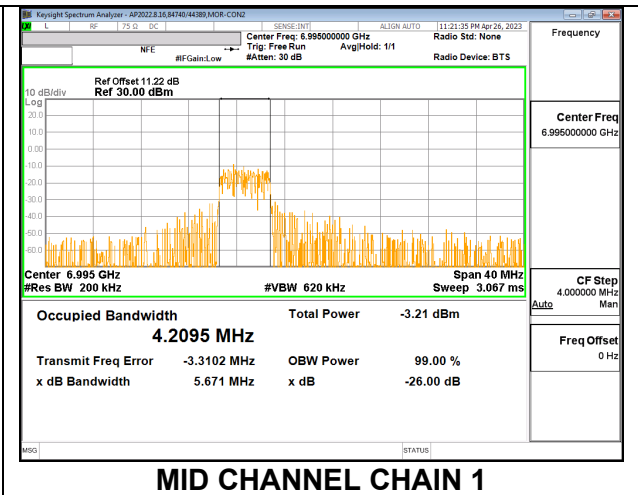 Keysight Spectrum Analyzer - AP2022.8.16,84740/44389,MOR-CON2
L RF 75 Ω DC SENSE:INT ALIGN AUTO 11:21:35 PM Apr 26, 2023
Center Freq: 6.995000000 GHz Radio Std: None
NFE Trig: Free Run Avg|Hold: 1/1
#IFGain:Low #Atten: 30 dB Radio Device: BTS
Ref Offset 11.22 dB
10 dB/div Ref 30.00 dBm
Log
20.0
10.0
0.00
-10.0
-20.0
-30.0
-40.0
-50.0
-60.0
Center 6.995 GHz Span 40 MHz
#Res BW 200 kHz #VBW 620 kHz Sweep 3.067 ms
Occupied Bandwidth Total Power -3.21 dBm
4.2095 MHz
Transmit Freq Error -3.3102 MHz OBW Power 99.00 %
x dB Bandwidth 5.671 MHz x dB -26.00 dB
MSG STATUS
Frequency
Center Freq
6.995000000 GHz
CF Step
4.000000 MHz
Auto Man
Freq Offset
0 Hz
MID CHANNEL CHAIN 1